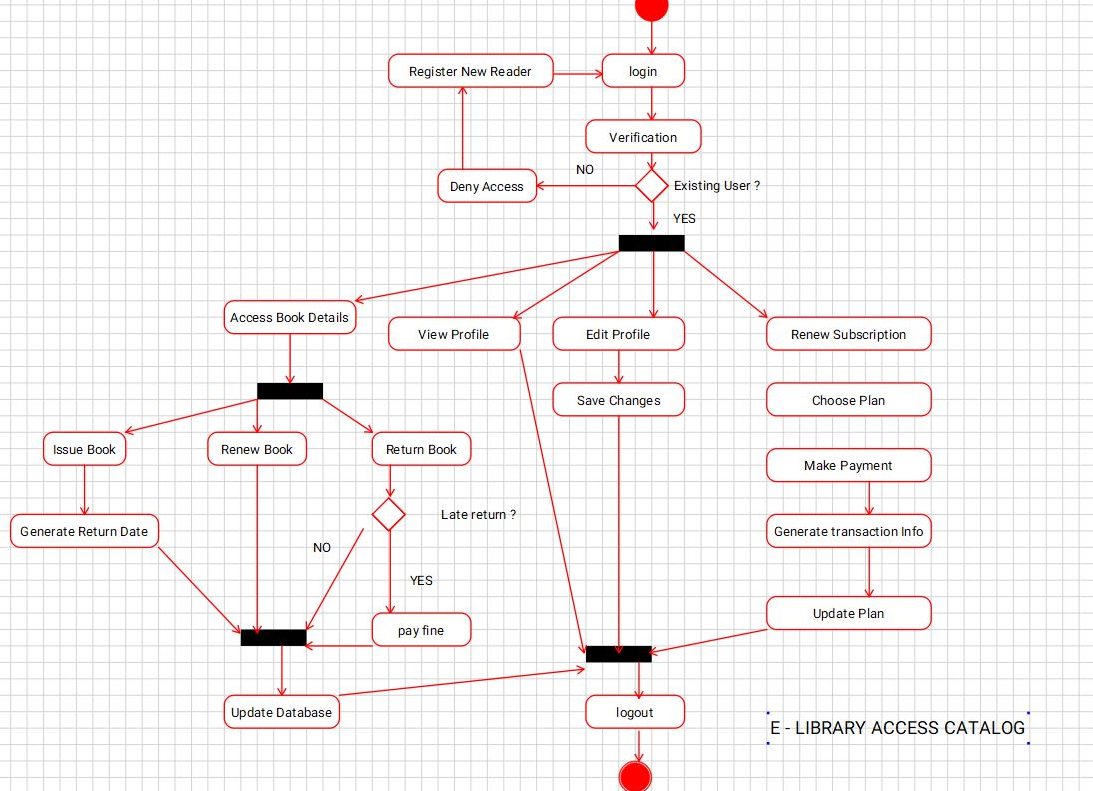 Register New Reader
login
Verification
NO
Deny Access
Existing User ?
YES
Access Book Details
View Profile
Edit Profile
Renew Subscription
Save Changes
Choose Plan
Issue Book
Renew Book
Return Book
Make Payment
Generate Return Date
Late return ?
Generate transaction Info
NO
YES
pay fine
Update Plan
Update Database
logout
E - LIBRARY ACCESS CATALOG